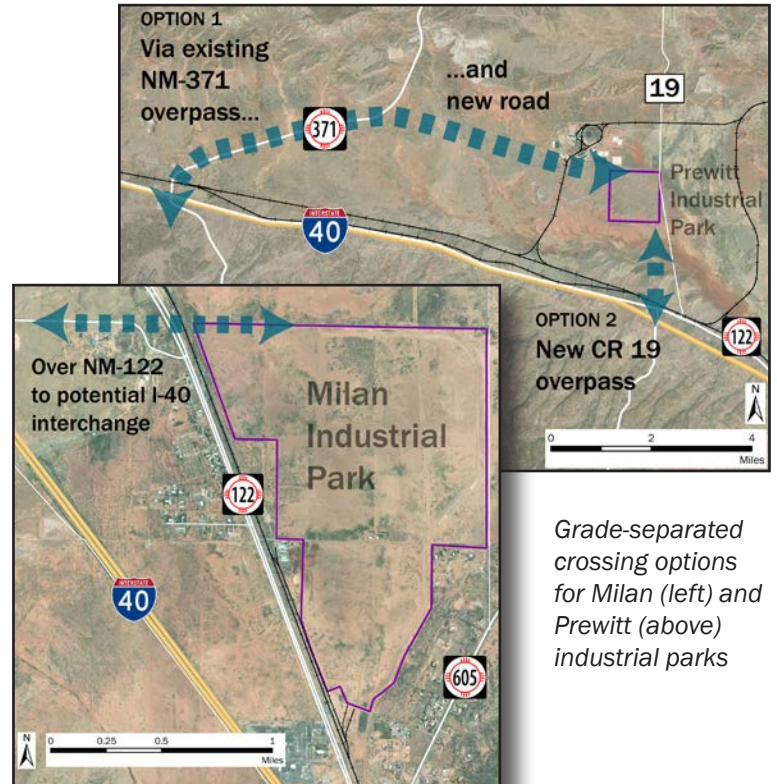 OPTION 1
Via existing
NM-371
overpass...
...and
new road
19
371
Prewitt
Industrial
Park
INTERSTATE
40
OPTION 2
New CR 19
overpass
122
N
0 2 4
Miles
Over NM-122
to potential I-40
interchange
Milan
Industrial
Park
122
INTERSTATE
40
605
N
0 0.25 0.5 1
Miles
Grade-separated
crossing options
for Milan (left) and
Prewitt (above)
industrial parks